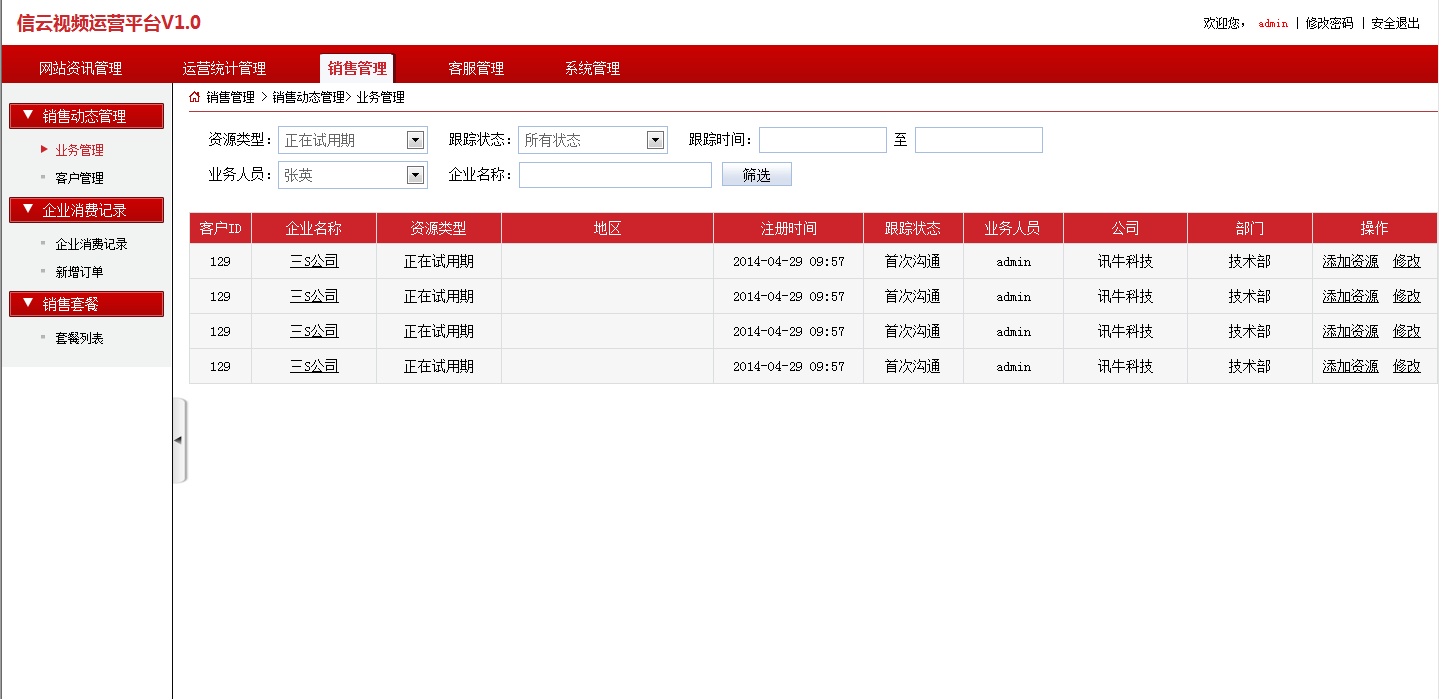 信云视频运营平台V1.0
欢迎您， admin | 修改密码 | 安全退出
网站资讯管理 运营统计管理 销售管理 客服管理 系统管理
销售管理 > 销售动态管理> 业务管理
▼ 销售动态管理
业务管理
客户管理
▼ 企业消费记录
企业消费记录
新增订单
▼ 销售套餐
套餐列表
资源类型： 正在试用期 跟踪状态： 所有状态 跟踪时间： 至
业务人员： 张英 企业名称： 筛选
客户ID 企业名称 资源类型 地区 注册时间 跟踪状态 业务人员 公司 部门 操作
129 三S公司 正在试用期 2014-04-29 09:57 首次沟通 admin 讯牛科技 技术部 添加资源 修改
129 三S公司 正在试用期 2014-04-29 09:57 首次沟通 admin 讯牛科技 技术部 添加资源 修改
129 三S公司 正在试用期 2014-04-29 09:57 首次沟通 admin 讯牛科技 技术部 添加资源 修改
129 三S公司 正在试用期 2014-04-29 09:57 首次沟通 admin 讯牛科技 技术部 添加资源 修改